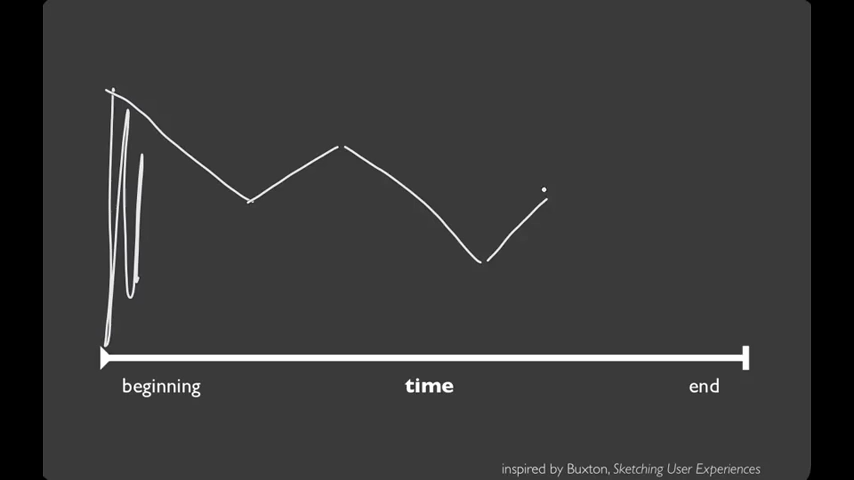 beginning time end
inspired by Buxton, Sketching User Experiences